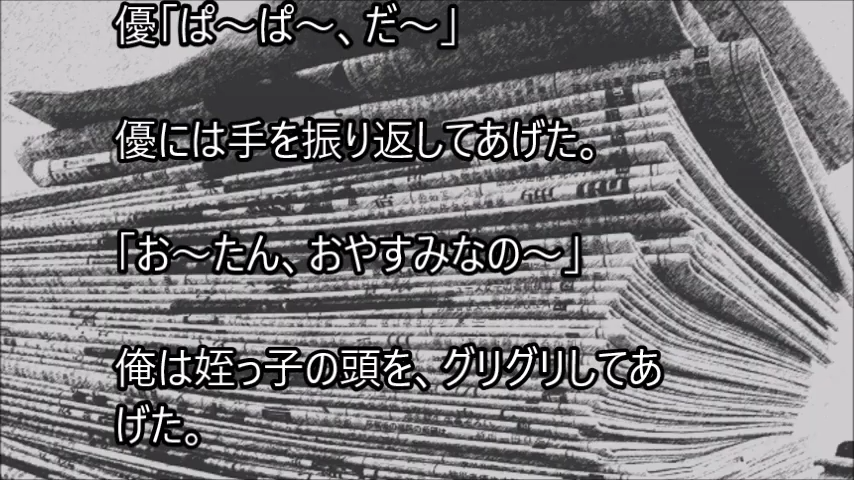 優「ぱ～ぱ～、だ～」
優には手を振り返してあげた。
「お～たん、おやすみなの～」
俺は姪っ子の頭を、グリグリしてあ
げた。